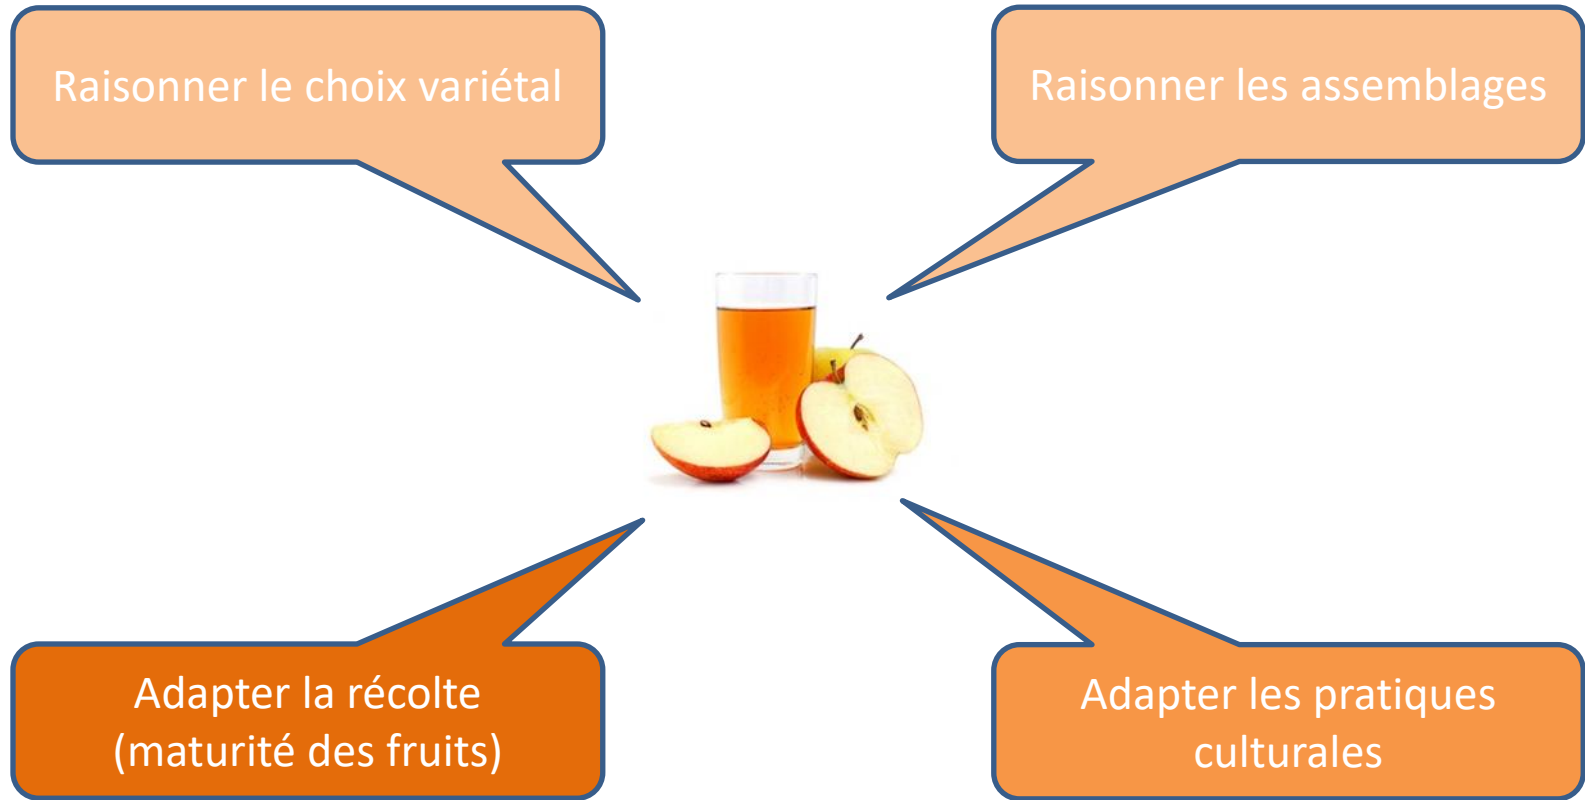 Raisonner le choix variétal
Raisonner les assemblages
Adapter la récolte
(maturité des fruits)
Adapter les pratiques
culturales